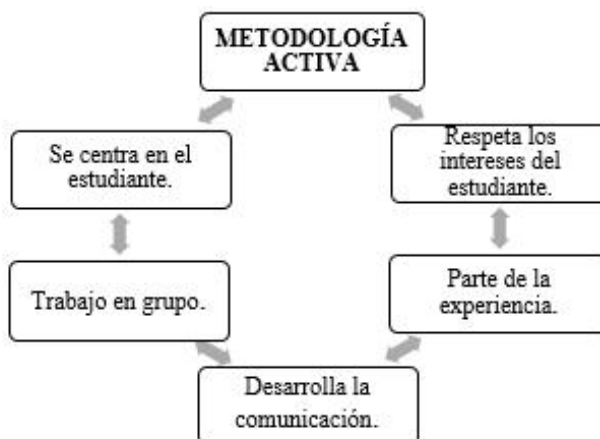 METODOLOGÍA
ACTIVA
Se centra en el
estudiante.
Respeta los
intereses del
estudiante.
Trabajo en grupo.
Parte de la
experiencia.
Desarrolla la
comunicación.